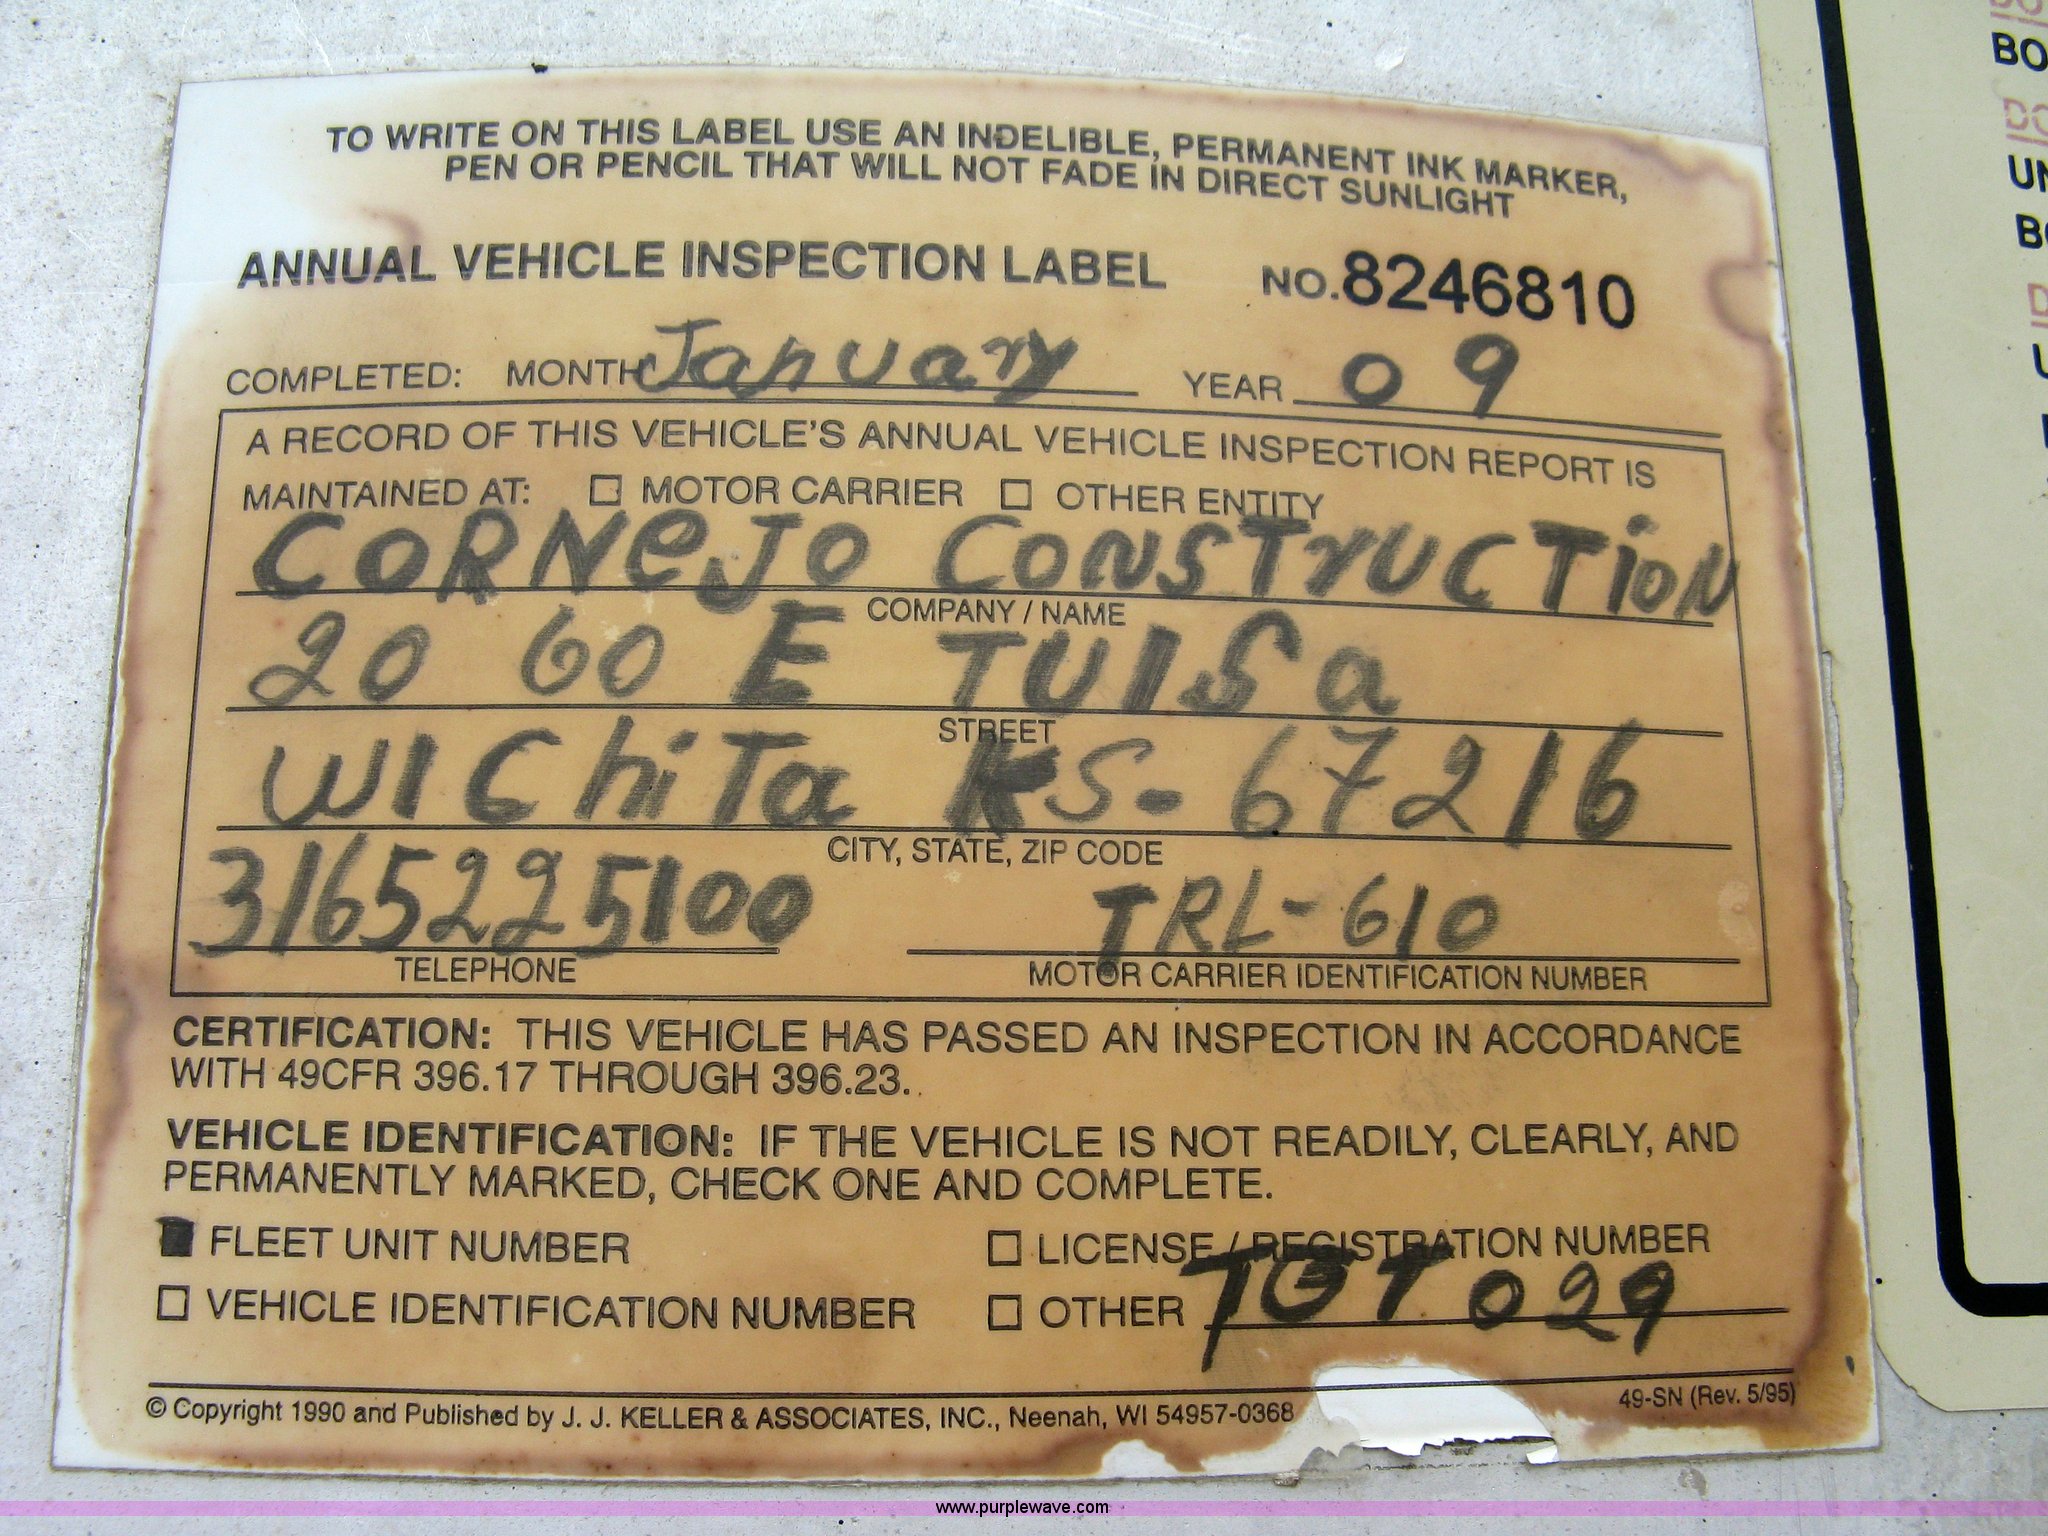 TO WRITE ON THIS LABEL USE AN INDELIBLE, PERMANENT INK MARKER,
PEN OR PENCIL THAT WILL NOT FADE IN DIRECT SUNLIGHT
ANNUAL VEHICLE INSPECTION LABEL NO. 8246810
COMPLETED: MONTH January YEAR 09
A RECORD OF THIS VEHICLE'S ANNUAL VEHICLE INSPECTION REPORT IS
MAINTAINED AT: ☐ MOTOR CARRIER ☐ OTHER ENTITY
CORNeJO CONSTruCTiON
COMPANY / NAME
2060 E TUlSa
STREET
WIChiTa KS- 67216
CITY, STATE, ZIP CODE
3165225100 TRL-610
TELEPHONE MOTOR CARRIER IDENTIFICATION NUMBER
CERTIFICATION: THIS VEHICLE HAS PASSED AN INSPECTION IN ACCORDANCE
WITH 49CFR 396.17 THROUGH 396.23.
VEHICLE IDENTIFICATION: IF THE VEHICLE IS NOT READILY, CLEARLY, AND
PERMANENTLY MARKED, CHECK ONE AND COMPLETE.
■ FLEET UNIT NUMBER ☐ LICENSE / REGISTRATION NUMBER
☐ VEHICLE IDENTIFICATION NUMBER ☐ OTHER 029
© Copyright 1990 and Published by J. J. KELLER & ASSOCIATES, INC., Neenah, WI 54957-0368 49-SN (Rev. 5/95)
BO
UN
www.purplewave.com